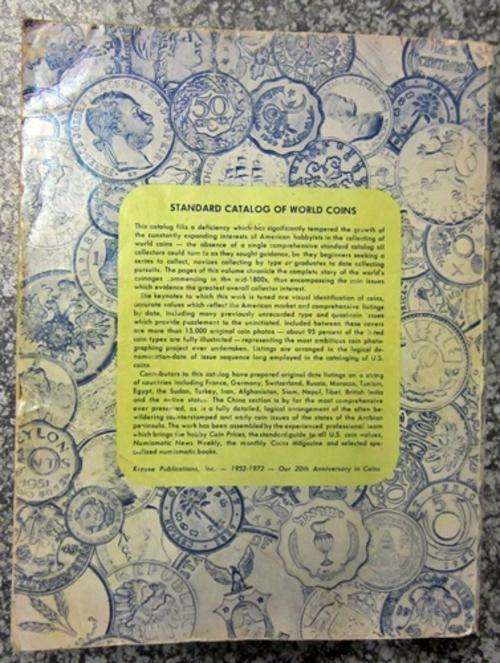 STANDARD CATALOG OF WORLD COINS
This catalog fills a deficiency which has significantly tempered the growth of
the constantly expanding interests of American hobbyists in the collecting of
world coins — the absence of a single comprehensive standard catalog all
collectors could turn to as they sought guidance, be they beginners seeking a
series to collect, novices collecting by type or graduates to date collecting
pursuits. The pages of this volume chronicle the complete story of the world's
coinages commencing in the mid-1800s, thus encompassing the coin issues
which evidence the greatest overall collector interest.
The keynotes to which this work is tuned are visual identification of coins,
accurate values which reflect the American market and comprehensive listings
by date, including many previously unrecorded type and quasi-coin issues
which provide puzzlement to the uninitiated. Included between these covers
are more than 15,000 original coin photos — about 95 percent of the listed
coin types are fully illustrated — representing the most ambitious coin photo-
graphing project ever undertaken. Listings are arranged in the logical de-
nomination-date of issue sequence long employed in the cataloging of U.S.
coins.
Contributors to this catalog have prepared original date listings on a string
of countries including France, Germany, Switzerland, Russia, Morocco, Tunisia,
Egypt, the Sudan, Turkey, Iran, Afghanistan, Siam, Nepal, Tibet, British India
and the native states. The China section is by far the most comprehensive
ever presented, as is a fully detailed, logical arrangement of the often be-
wildering counterstamped and early coin issues of the states of the Arabian
peninsula. The work has been assembled by the experienced professional team
which brings the hobby Coin Prices, the standard guide to all U.S. coin values,
Numismatic News Weekly, the monthly Coins magazine and selected spe-
cialized numismatic books.
Krause Publications, Inc. — 1952-1972 — Our 20th Anniversary in Coins
50
1951